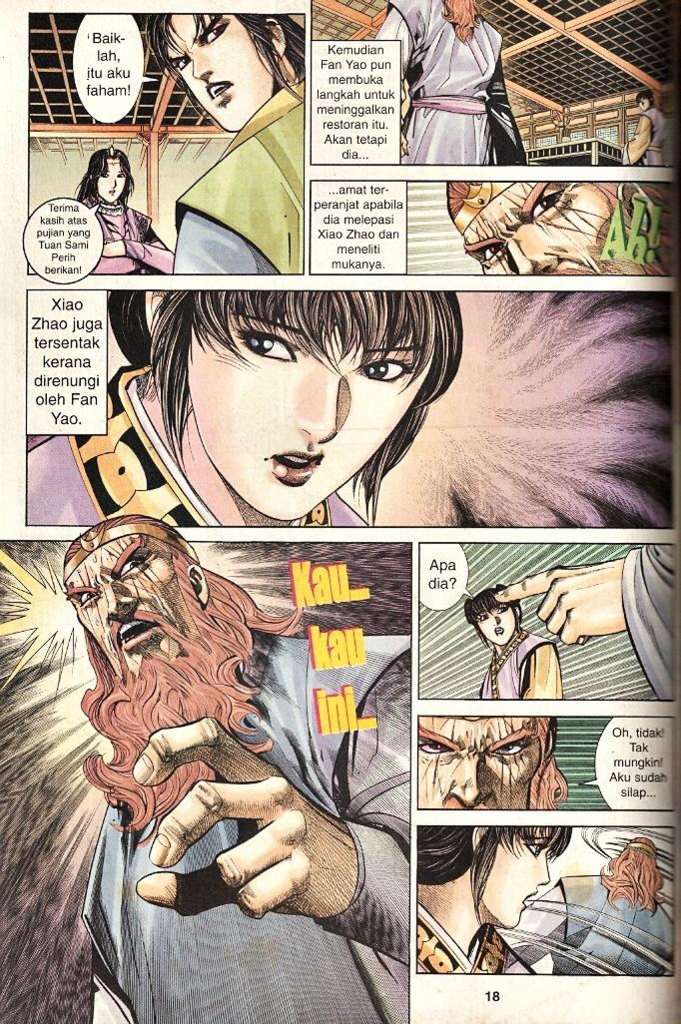 'Baik-
lah,
itu aku
faham!
Terima
kasih atas
pujian yang
Tuan Sami
Perih
berikan!
Kemudian
Fan Yao pun
membuka
langkah untuk
meninggalkan
restoran itu.
Akan tetapi
dia...
...amat ter-
peranjat apabila
dia melepasi
Xiao Zhao dan
meneliti
mukanya.
Ah!
Xiao
Zhao juga
tersentak
kerana
direnungi
oleh Fan
Yao.
Kau...
kau
ini...
Apa
dia?
Oh, tidak!
Tak
mungkin!
Aku sudah
silap...
18